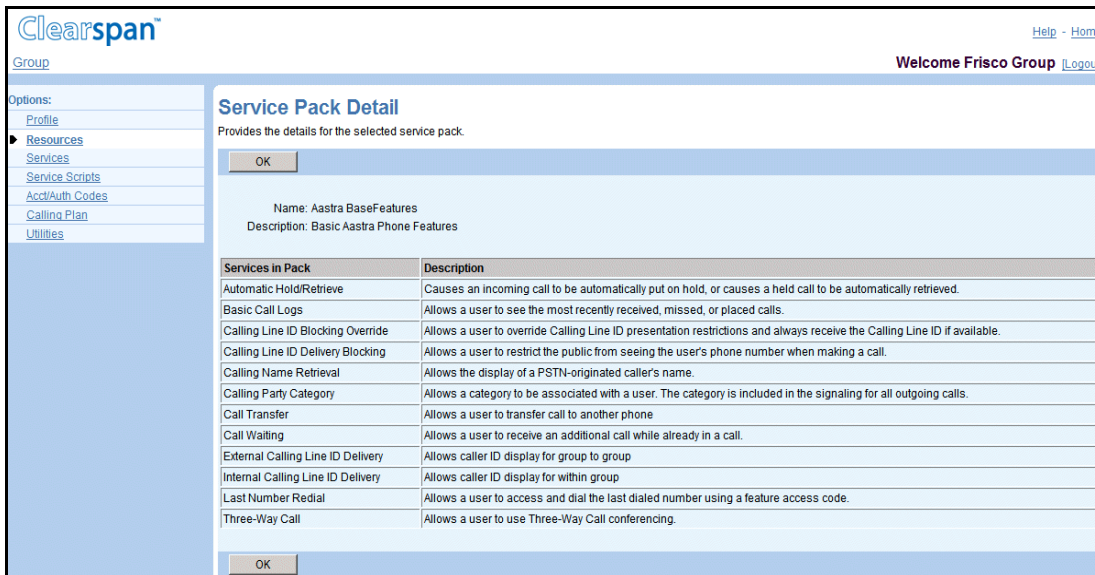 Clearspan™
Help - Hom
Group
Welcome Frisco Group [Logou
Options:
Profile
Resources
Services
Service Scripts
Acct/Auth Codes
Calling Plan
Utilities
Service Pack Detail
Provides the details for the selected service pack.
OK
Name: Aastra BaseFeatures
Description: Basic Aastra Phone Features
Services in Pack Description
Automatic Hold/Retrieve Causes an incoming call to be automatically put on hold, or causes a held call to be automatically retrieved.
Basic Call Logs Allows a user to see the most recently received, missed, or placed calls.
Calling Line ID Blocking Override Allows a user to override Calling Line ID presentation restrictions and always receive the Calling Line ID if available.
Calling Line ID Delivery Blocking Allows a user to restrict the public from seeing the user's phone number when making a call.
Calling Name Retrieval Allows the display of a PSTN-originated caller's name.
Calling Party Category Allows a category to be associated with a user. The category is included in the signaling for all outgoing calls.
Call Transfer Allows a user to transfer call to another phone
Call Waiting Allows a user to receive an additional call while already in a call.
External Calling Line ID Delivery Allows caller ID display for group to group
Internal Calling Line ID Delivery Allows caller ID display for within group
Last Number Redial Allows a user to access and dial the last dialed number using a feature access code.
Three-Way Call Allows a user to use Three-Way Call conferencing.
OK